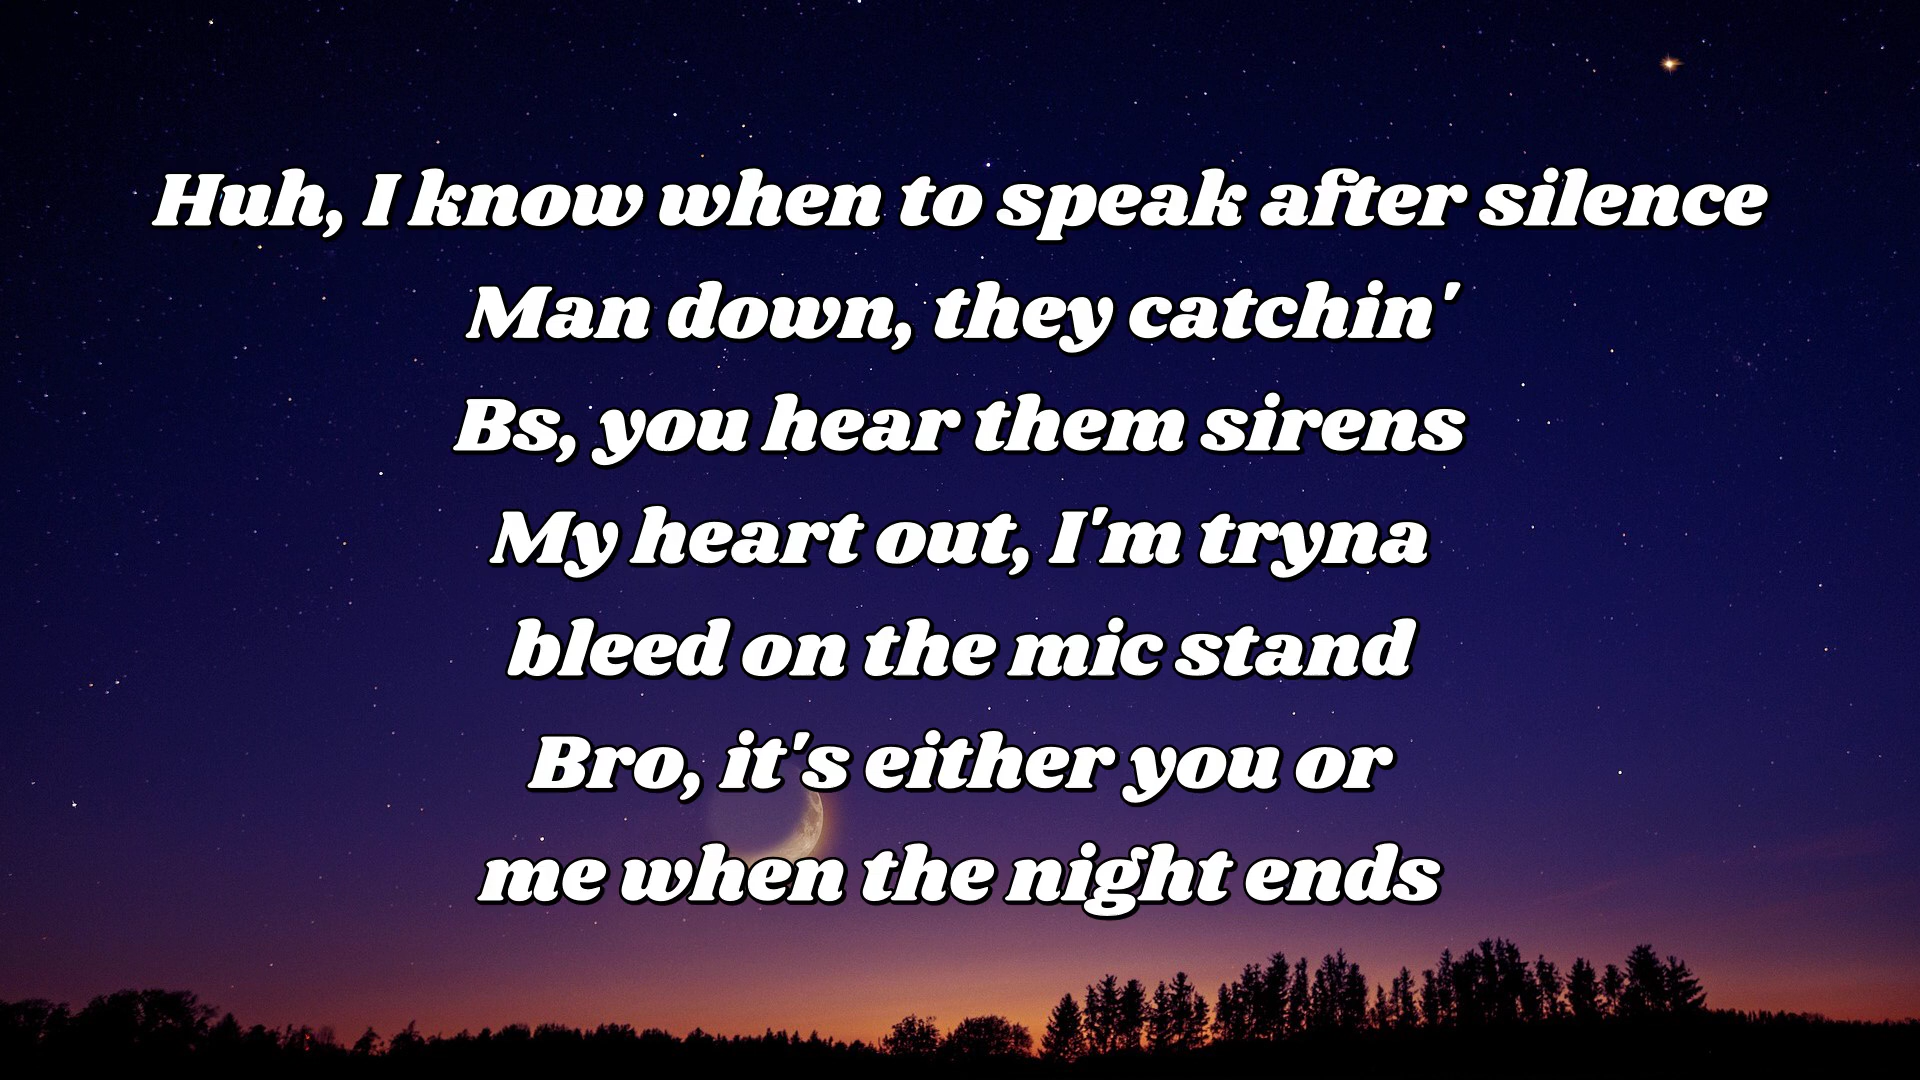 Huh, I know when to speak after silence
Man down, they catchin'
Bs, you hear them sirens
My heart out, I'm tryna
bleed on the mic stand
Bro, it's either you or
me when the night ends